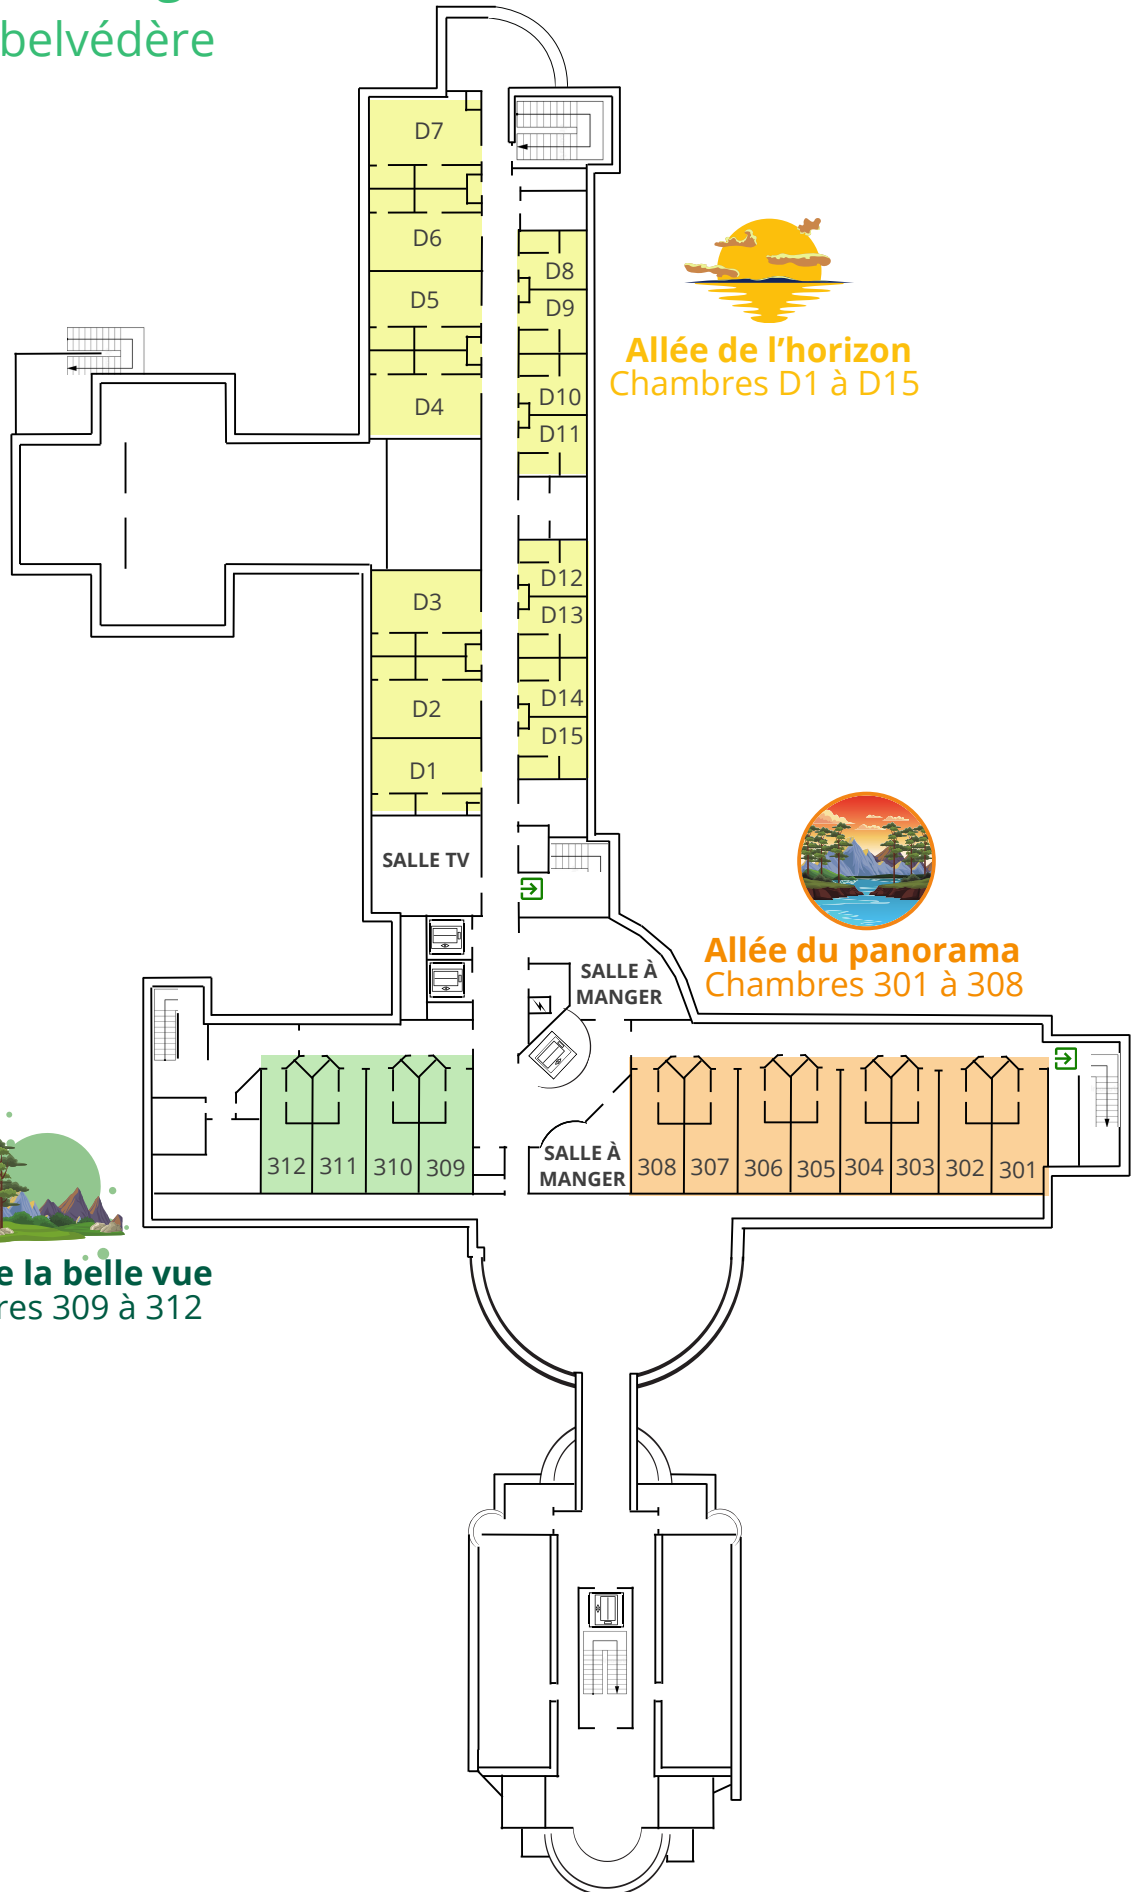 belvédère
D7
D6
D8
D5
D9
Allée de l’horizon
Chambres D1 à D15
D10
D4
D11
D12
D3
D13
D14
D2
D15
D1
SALLE TV
Allée du panorama
Chambres 301 à 308
SALLE À
MANGER
SALLE À
MANGER
312 311 310 309
308 307 306 305 304 303 302 301
la belle vue
309 à 312